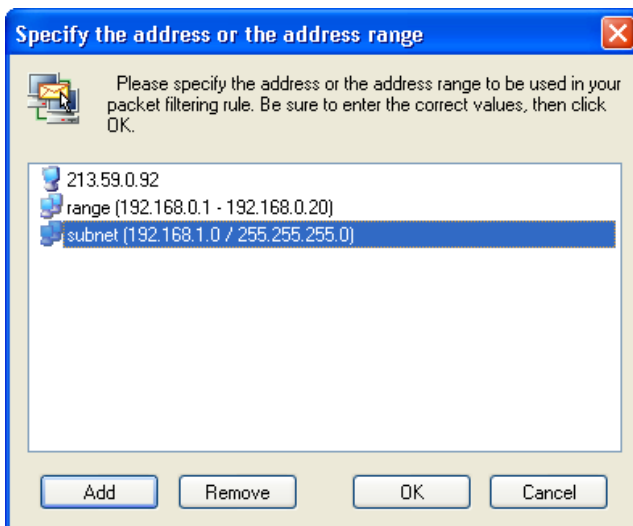 Specify the address or the address range
Please specify the address or the address range to be used in your
packet filtering rule. Be sure to enter the correct values, then click
OK.
213.59.0.92
range (192.168.0.1 - 192.168.0.20)
subnet (192.168.1.0 / 255.255.255.0)
Add Remove OK Cancel